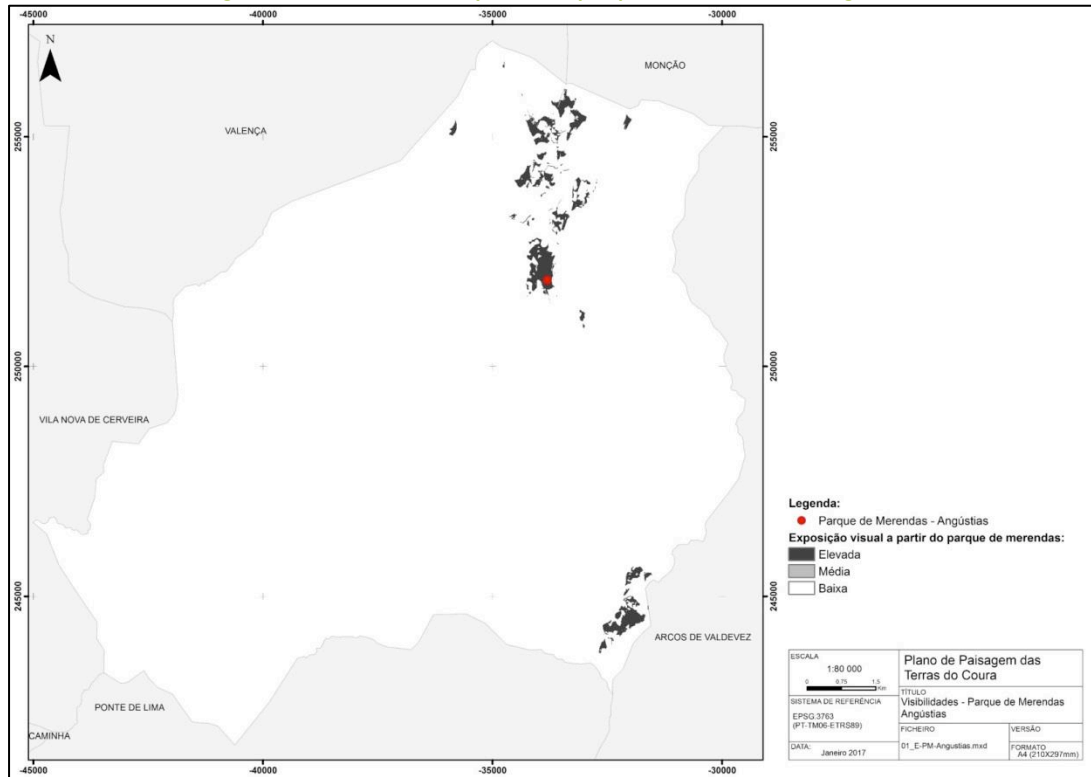 -45000
-40000
-35000
-30000
N
MONÇÃO
VALENÇA
255000
255000
250000
250000
VILA NOVA DE CERVEIRA
245000
245000
ARCOS DE VALDEVEZ
PONTE DE LIMA
CAMINHA
-45000
-40000
-35000
-30000
Legenda:
Parque de Merendas - Angústias
Exposição visual a partir do parque de merendas:
Elevada
Média
Baixa
ESCALA
1:80 000
0 0.75 1.5
Km
Plano de Paisagem das
Terras do Coura
SISTEMA DE REFERÊNCIA
EPSG:3763
(PT-TM06-ETRS89)
TÍTULO
Visibilidades - Parque de Merendas
Angústias
DATA:
Janeiro 2017
FICHEIRO
01_E-PM-Angustias.mxd
VERSÃO
FORMATO
A4 (210X297mm)